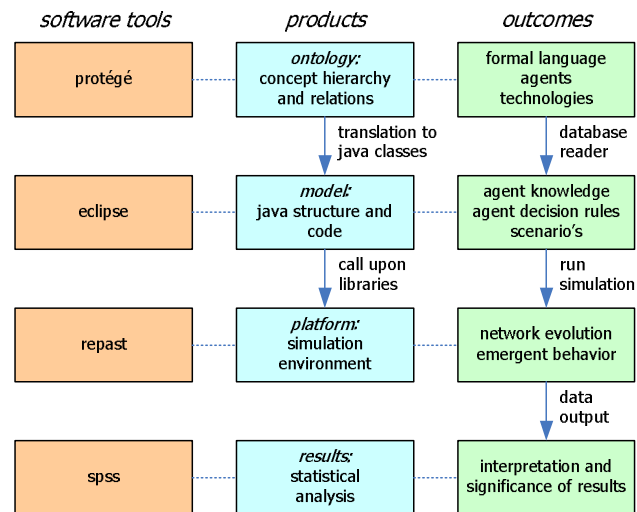 software tools
products
outcomes
protégé
ontology:
concept hierarchy
and relations
formal language
agents
technologies
translation to
java classes
database
reader
eclipse
model:
java structure and
code
agent knowledge
agent decision rules
scenario's
call upon
libraries
run
simulation
repast
platform:
simulation
environment
network evolution
emergent behavior
data
output
spss
results:
statistical
analysis
interpretation and
significance of results